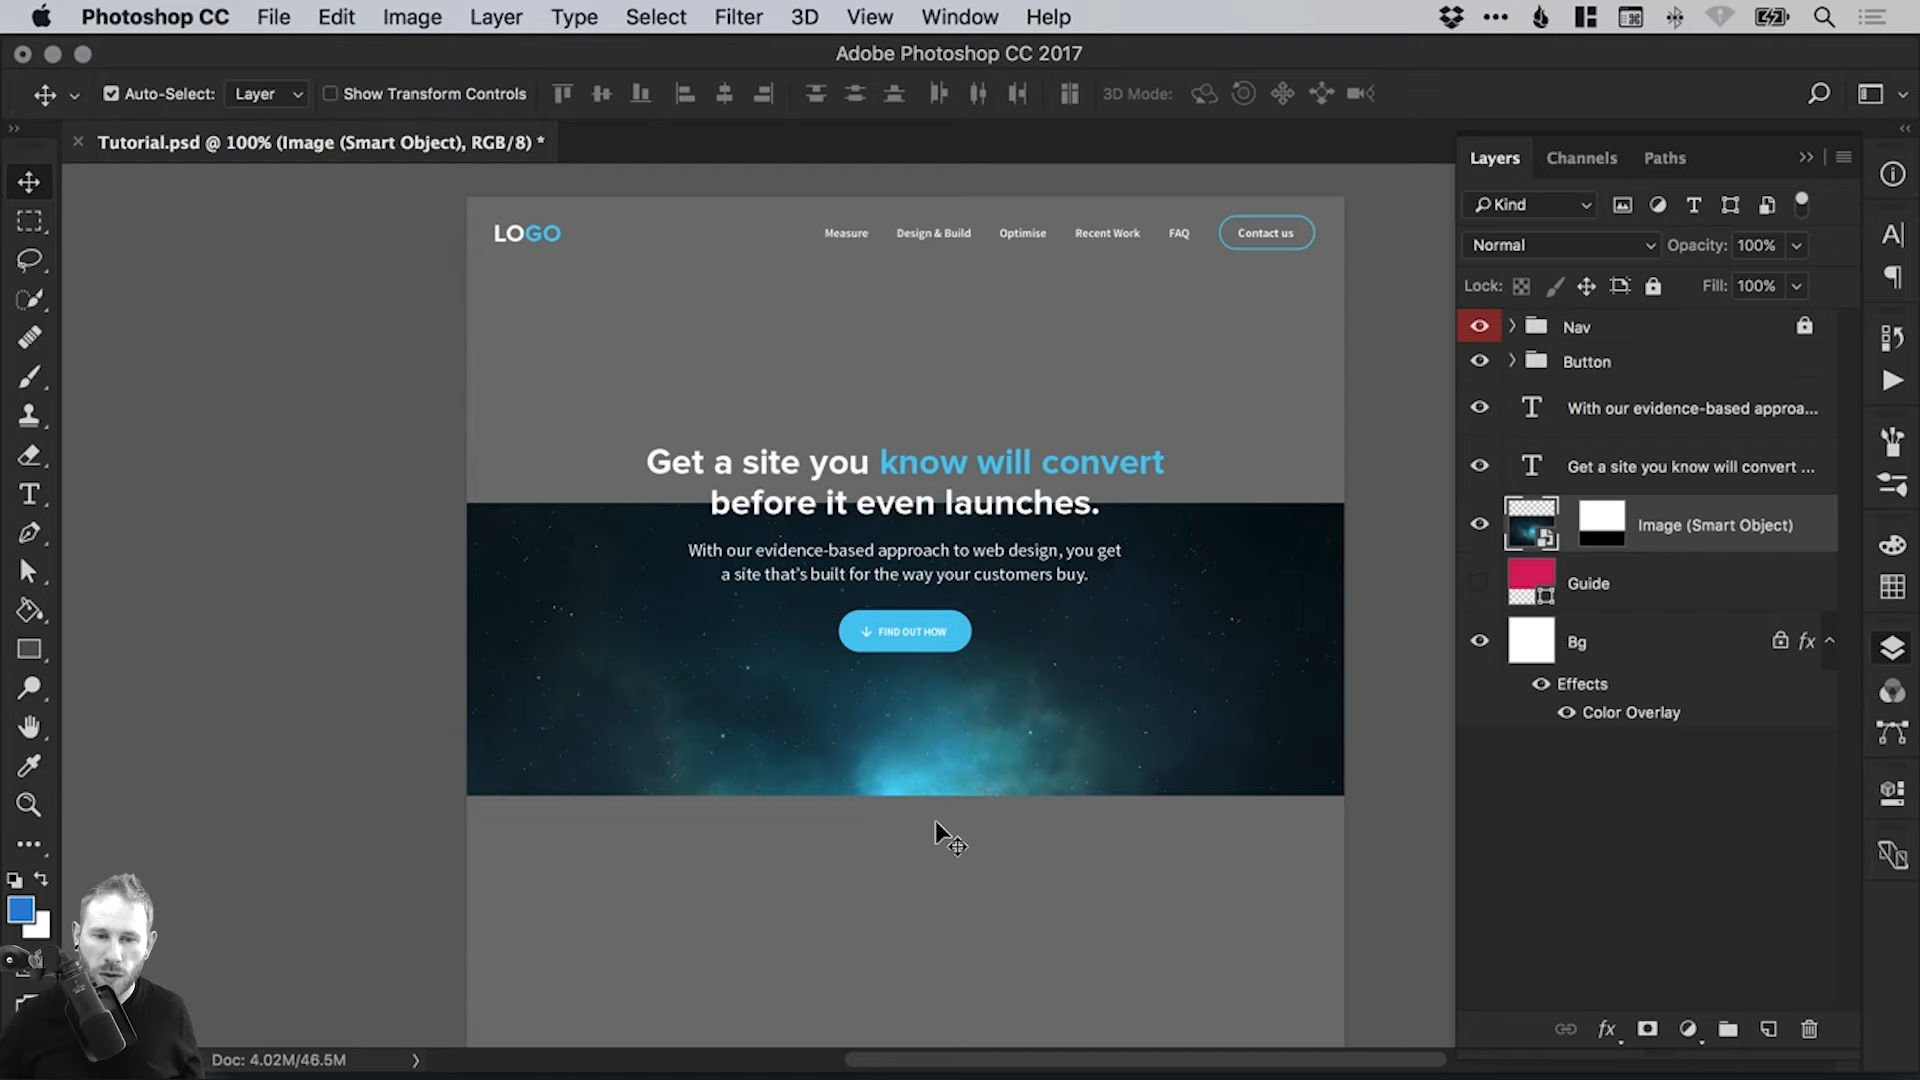 Photoshop CC File Edit Image Layer Type Select Filter 3D View Window Help
Adobe Photoshop CC 2017
Auto-Select: Layer Show Transform Controls 3D Mode:
Tutorial.psd @ 100% (Image (Smart Object), RGB/8) *
LOGO
Measure Design & Build Optimise Recent Work FAQ Contact us
Get a site you know will convert
before it even launches.
With our evidence-based approach to web design, you get
a site that's built for the way your customers buy.
FIND OUT HOW
Doc: 4.02M/46.5M
Layers Channels Paths
Kind
Normal Opacity: 100%
Lock: Fill: 100%
Nav
Button
With our evidence-based approa...
Get a site you know will convert ...
Image (Smart Object)
Guide
Bg fx
Effects
Color Overlay
fx